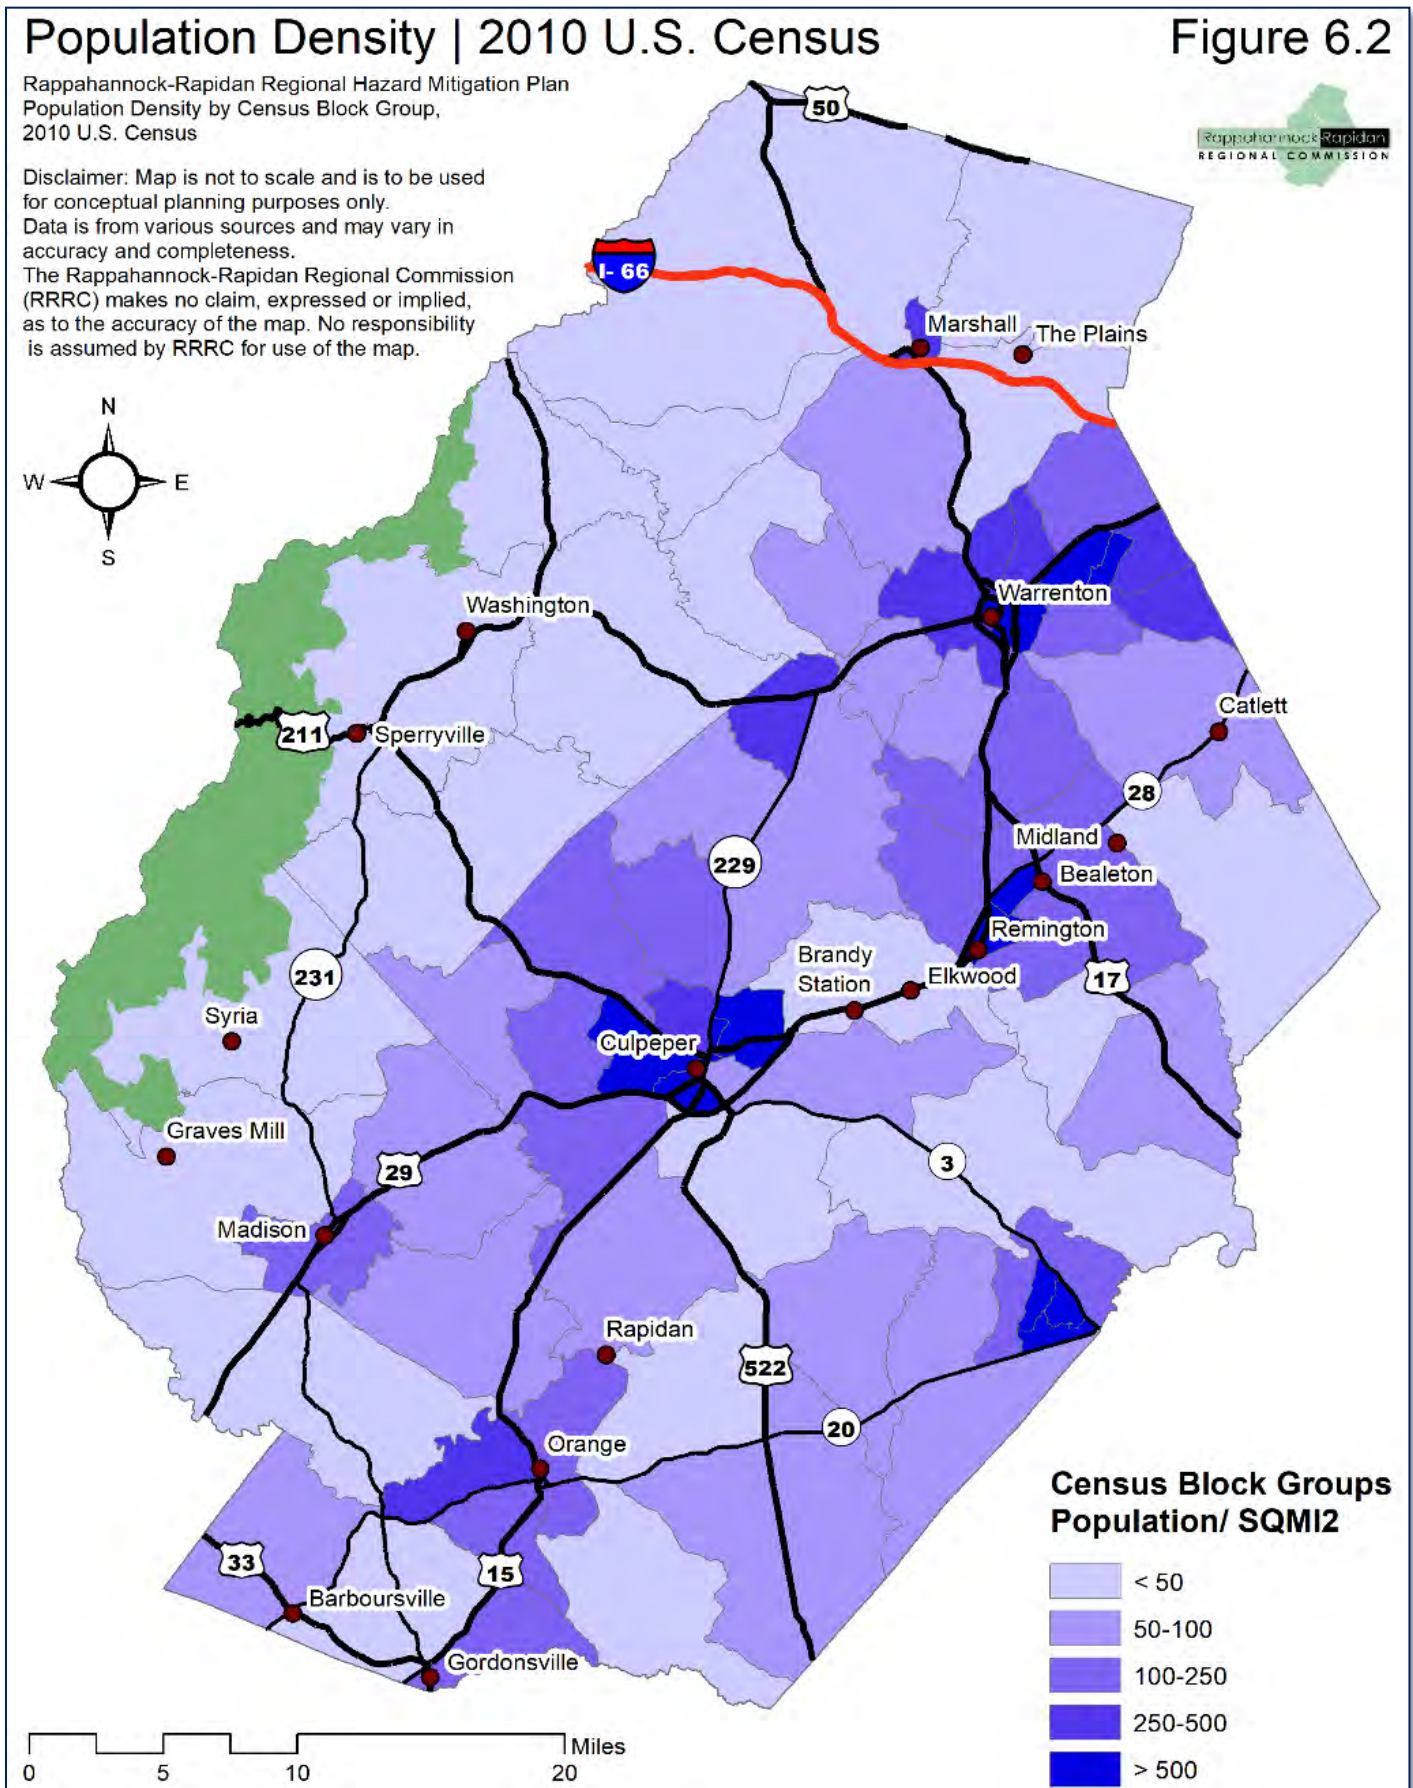 Population Density | 2010 U.S. Census
Figure 6.2
Rappahannock-Rapidan Regional Hazard Mitigation Plan
Population Density by Census Block Group,
2010 U.S. Census
Disclaimer: Map is not to scale and is to be used
for conceptual planning purposes only.
Data is from various sources and may vary in
accuracy and completeness.
The Rappahannock-Rapidan Regional Commission
(RRRC) makes no claim, expressed or implied,
as to the accuracy of the map. No responsibility
is assumed by RRRC for use of the map.
Rappahannock-Rapidan
REGIONAL COMMISSION
50
I- 66
Marshall
The Plains
N
W E
S
Washington
Warrenton
211
Sperryville
Catlett
28
229
Midland
Bealeton
Remington
Brandy
Station
Elkwood
17
231
Syria
Culpeper
Graves Mill
29
3
Madison
Rapidan
522
20
Orange
33
15
Barboursville
Gordonsville
Census Block Groups
Population/ SQMI2
< 50
50-100
100-250
250-500
> 500
Miles
0 5 10 20